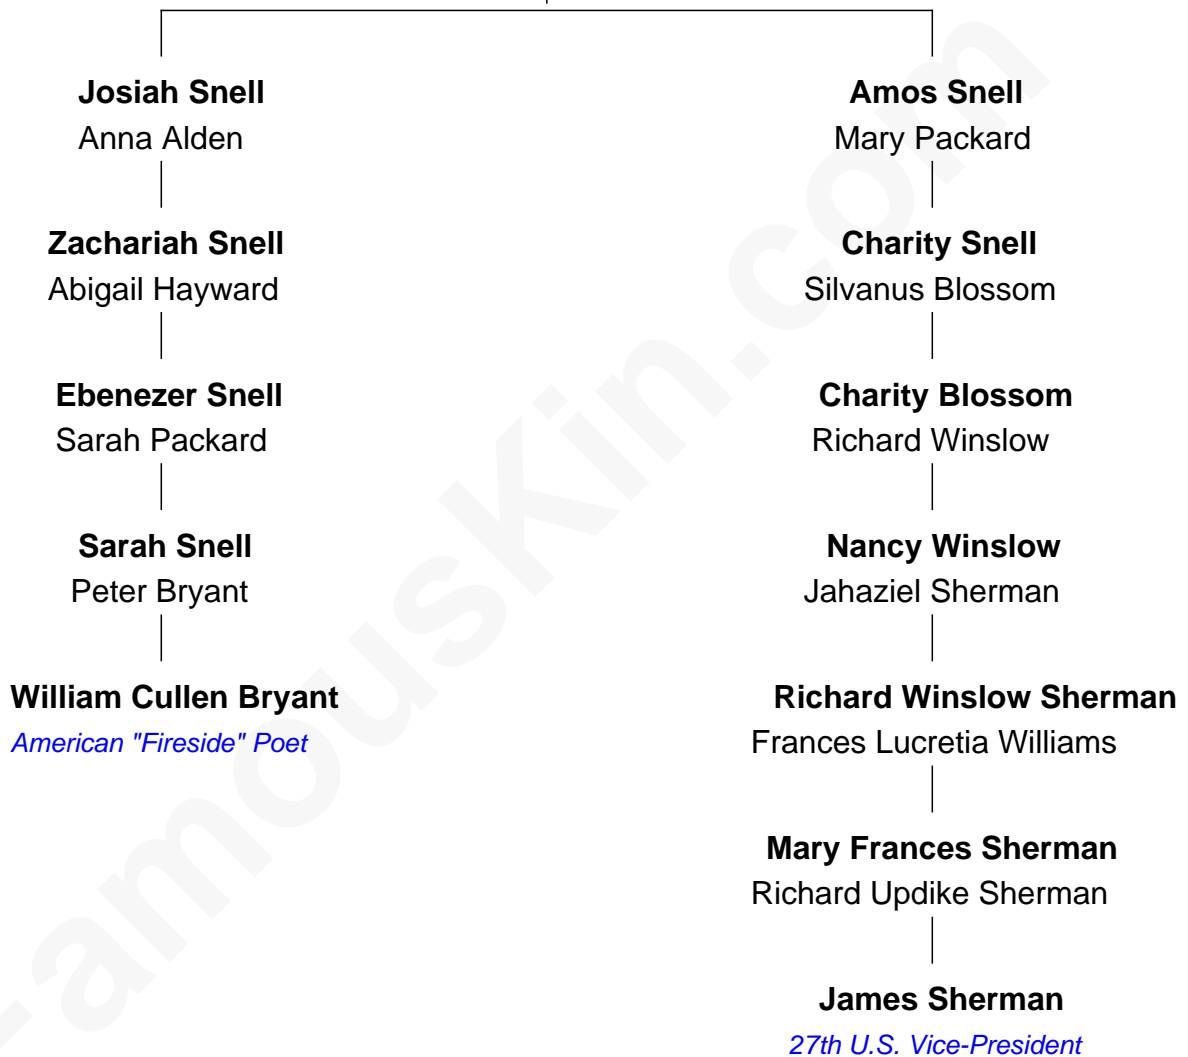 Josiah Snell
Anna Alden
Zachariah Snell
Abigail Hayward
Ebenezer Snell
Sarah Packard
Sarah Snell
Peter Bryant
William Cullen Bryant
American "Fireside" Poet
Amos Snell
Mary Packard
Charity Snell
Silvanus Blossom
Charity Blossom
Richard Winslow
Nancy Winslow
Jahaziel Sherman
Richard Winslow Sherman
Frances Lucretia Williams
Mary Frances Sherman
Richard Updike Sherman
James Sherman
27th U.S. Vice-President
FamousKin.com